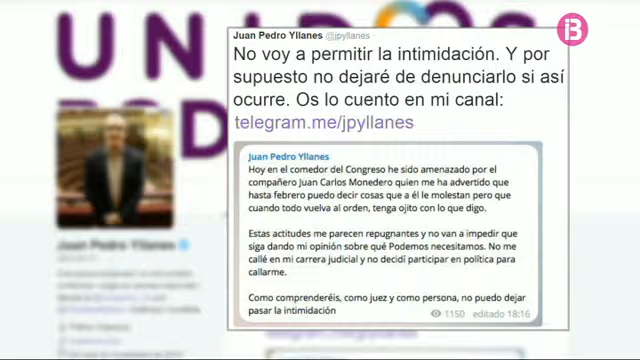 UNID S
Juan Pedro Yllanes @jpyllanes
No voy a permitir la intimidación. Y por
supuesto no dejaré de denunciarlo si así
ocurre. Os lo cuento en mi canal:
telegram.me/jpyllanes
Juan Pedro Yllanes
Hoy en el comedor del Congreso he sido amenazado por el
compañero Juan Carlos Monedero quien me ha advertido que
hasta febrero puedo decir cosas que a él le molestan pero que
cuando todo vuelva al orden, tenga ojito con lo que digo.
Estas actitudes me parecen repugnantes y no van a impedir que
siga dando mi opinión sobre qué Podemos necesitamos. No me
callé en mi carrera judicial y no decidí participar en política para
callarme.
Como comprenderéis, como juez y como persona, no puedo dejar
pasar la intimidación
1150 editado 18:16
Juan Pedro Yllanes